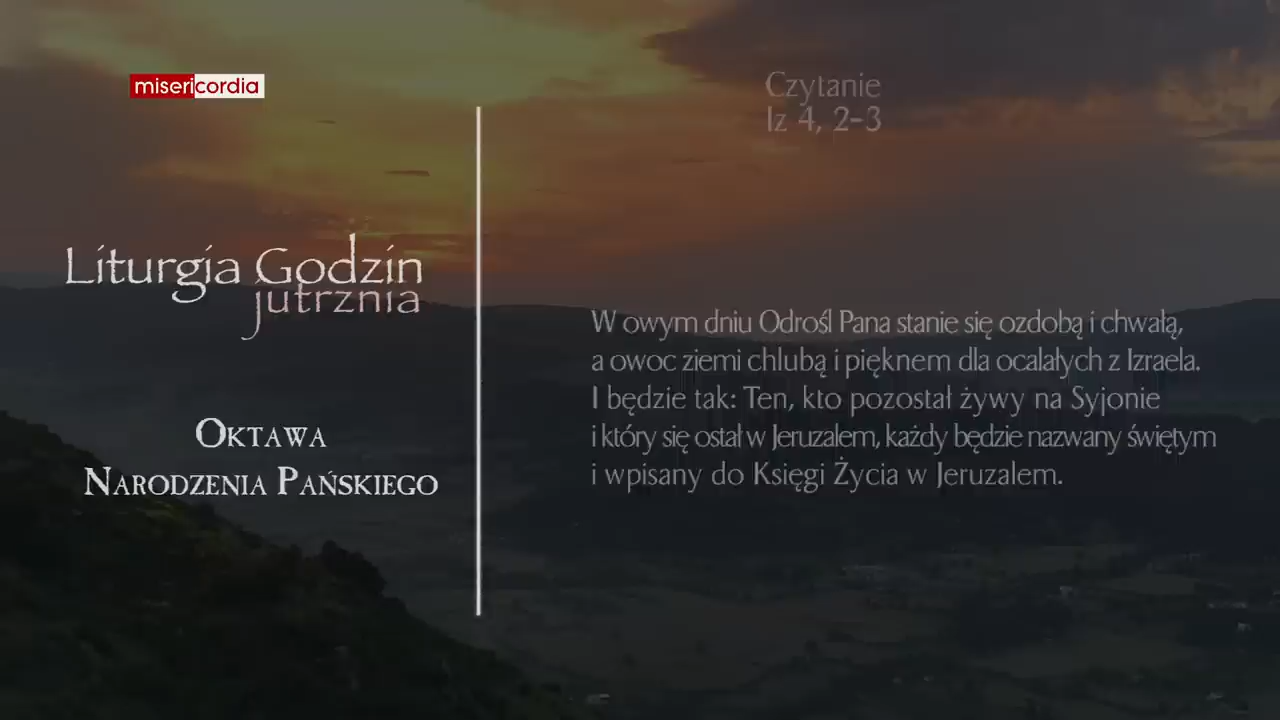 misericordia
Liturgia Godzin
jutrznia
Oktawa
Narodzenia Pańskiego
Czytanie
Iz 4, 2-3
W owym dniu Odrośl Pana stanie się ozdobą i chwałą,
a owoc ziemi chlubą i pięknem dla ocalałych z Izraela.
I będzie tak: Ten, kto pozostał żywy na Syjonie
i który się ostał w Jeruzalem, każdy będzie nazwany świętym
i wpisany do Księgi Życia w Jeruzalem.